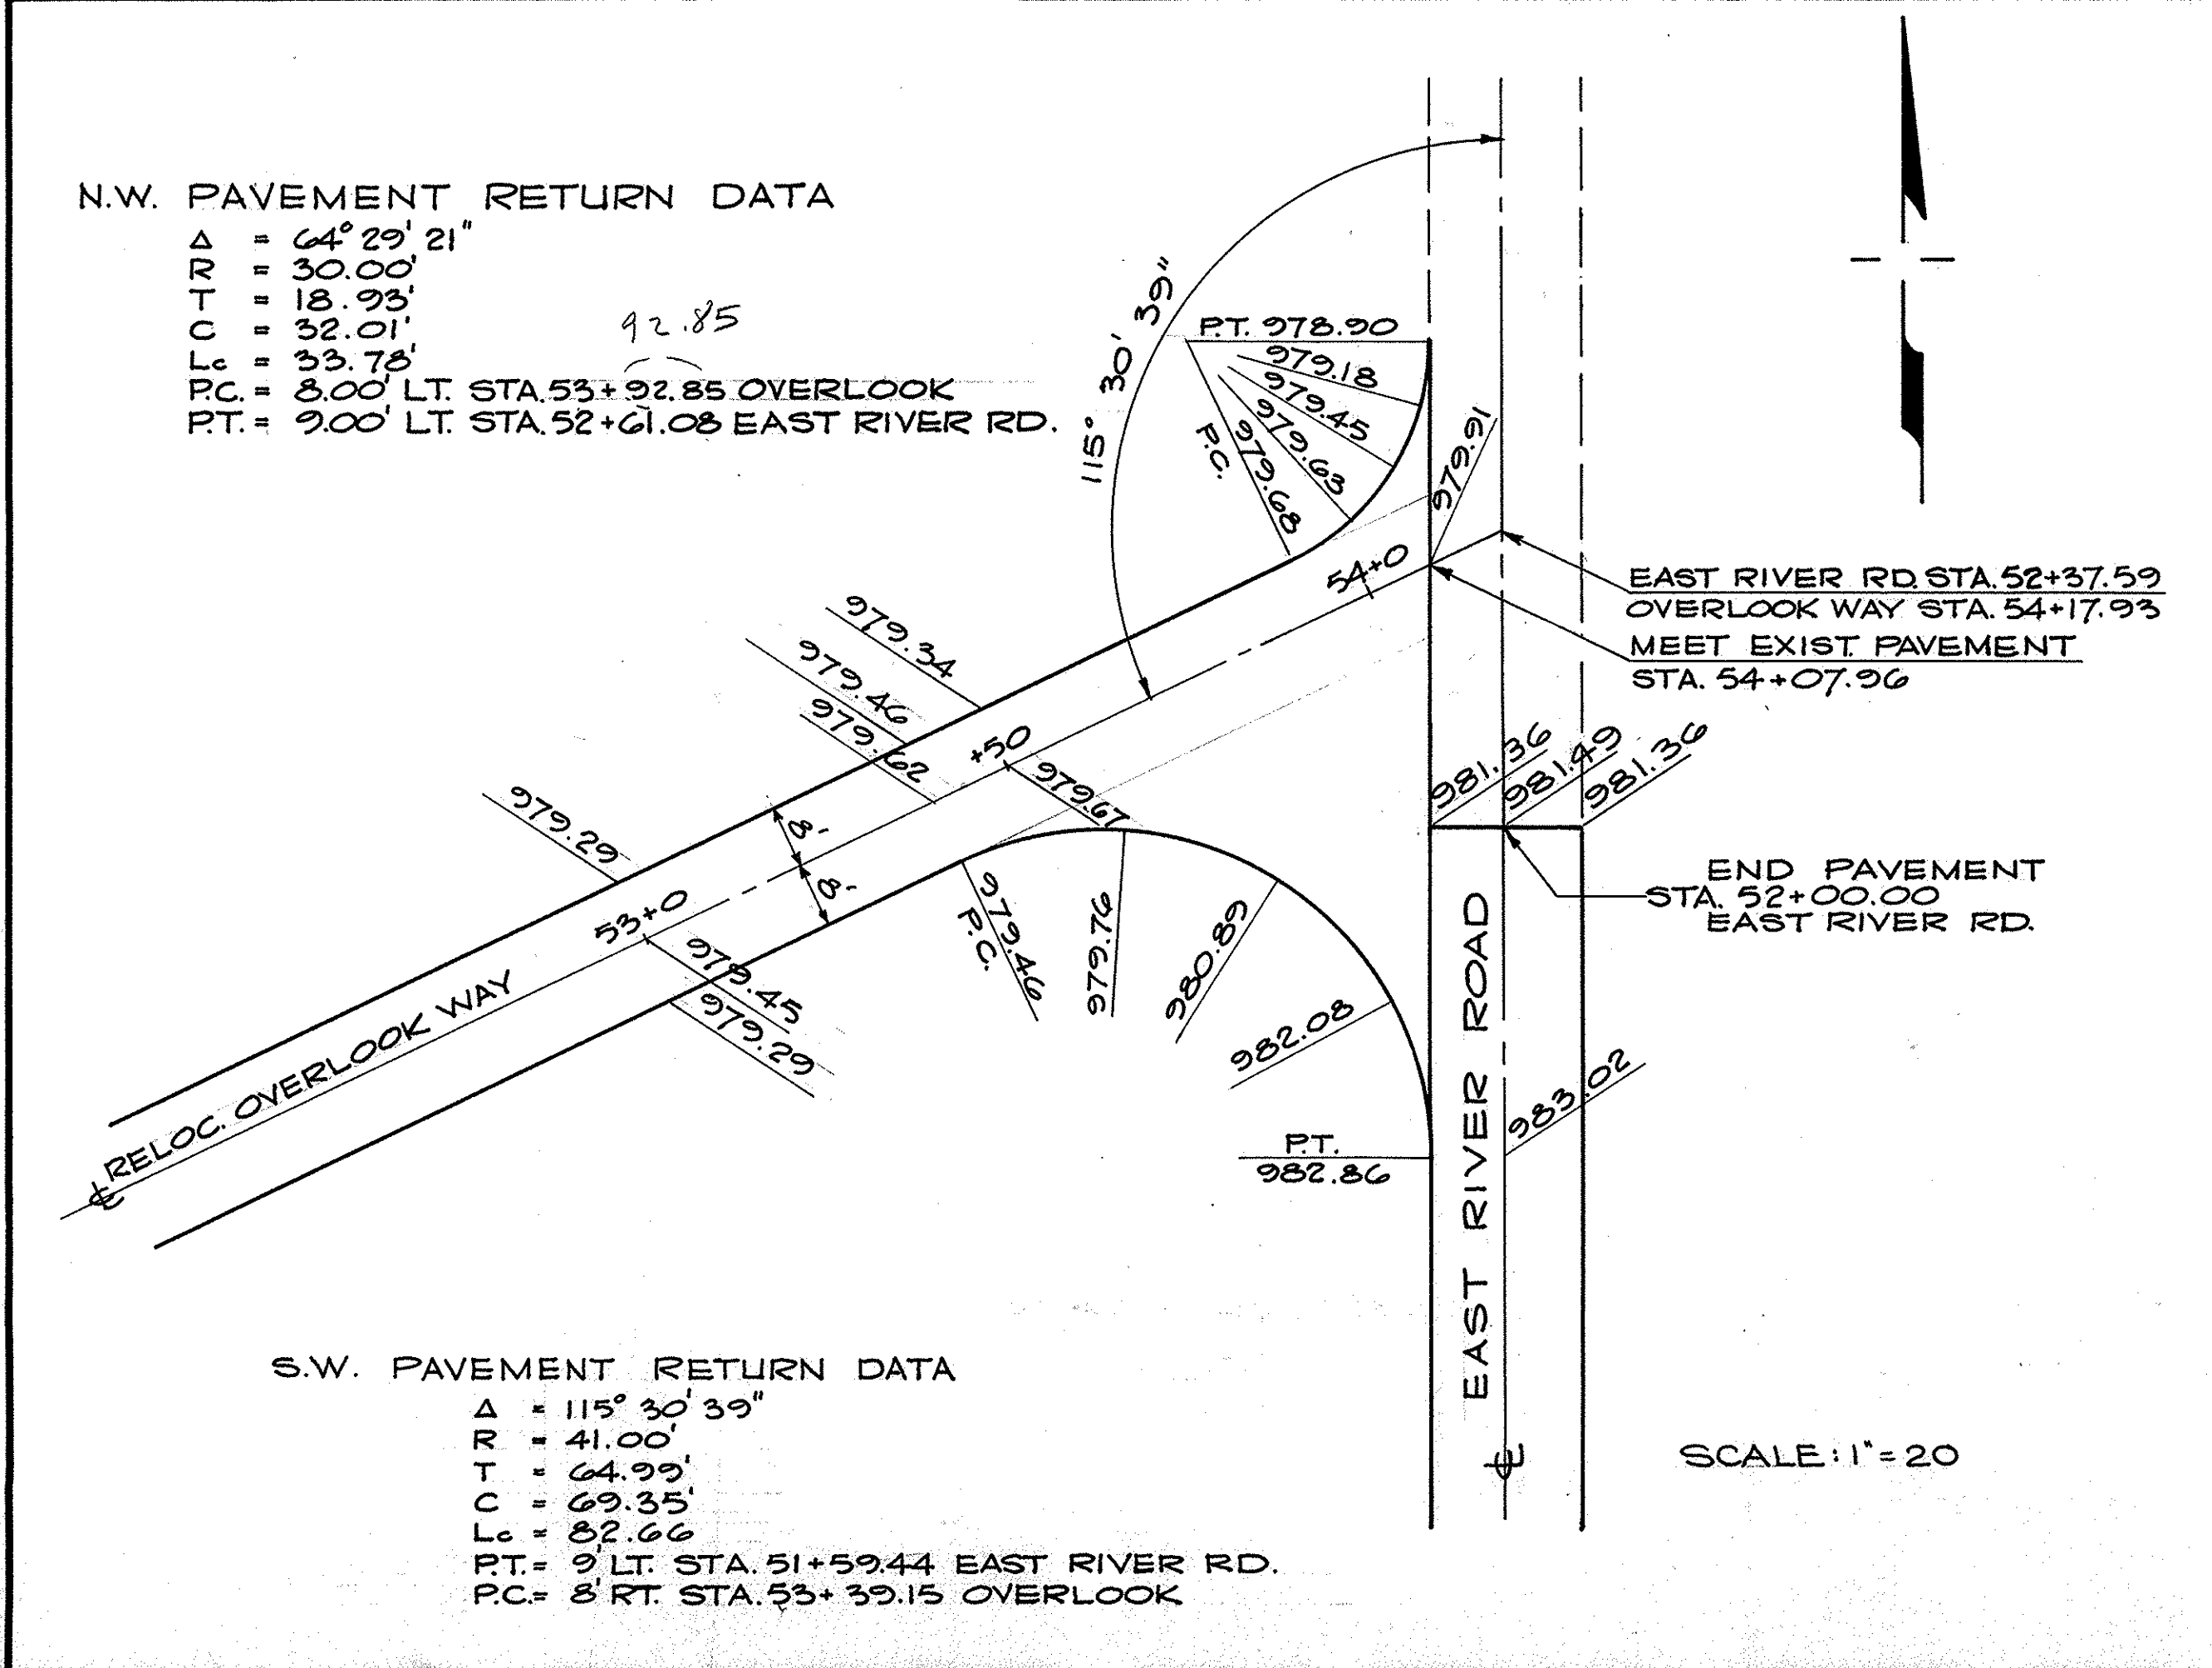 N.W. PAVEMENT RETURN DATA
Δ = 64° 29' 21"
R = 30.00'
T = 18.93'
C = 32.01'
Lc = 33.78'
92.85
P.C. = 8.00' LT. STA. 53+92.85 OVERLOOK
P.T. = 9.00' LT. STA. 52+61.08 EAST RIVER RD.
115° 30' 39"
P.T. 978.90
979.18
979.45
979.63
979.68
P.C.
979.91
54+0
EAST RIVER RD. STA. 52+37.59
OVERLOOK WAY STA. 54+17.93
MEET EXIST. PAVEMENT
STA. 54+07.96
979.34
979.46
979.62
+50
979.67
981.36
981.49
981.36
979.29
8'
8'
53+0
979.45
979.29
END PAVEMENT
STA. 52+00.00
EAST RIVER RD.
979.46
P.C.
979.76
980.89
982.08
P.T.
982.86
983.02
EAST RIVER ROAD
℄
℄ RELOC. OVERLOOK WAY
S.W. PAVEMENT RETURN DATA
Δ = 115° 30' 39"
R = 41.00'
T = 64.99'
C = 69.35'
Lc = 82.66
P.T. = 9' LT. STA. 51+59.44 EAST RIVER RD.
P.C. = 8' RT. STA. 53+39.15 OVERLOOK
SCALE: 1" = 20